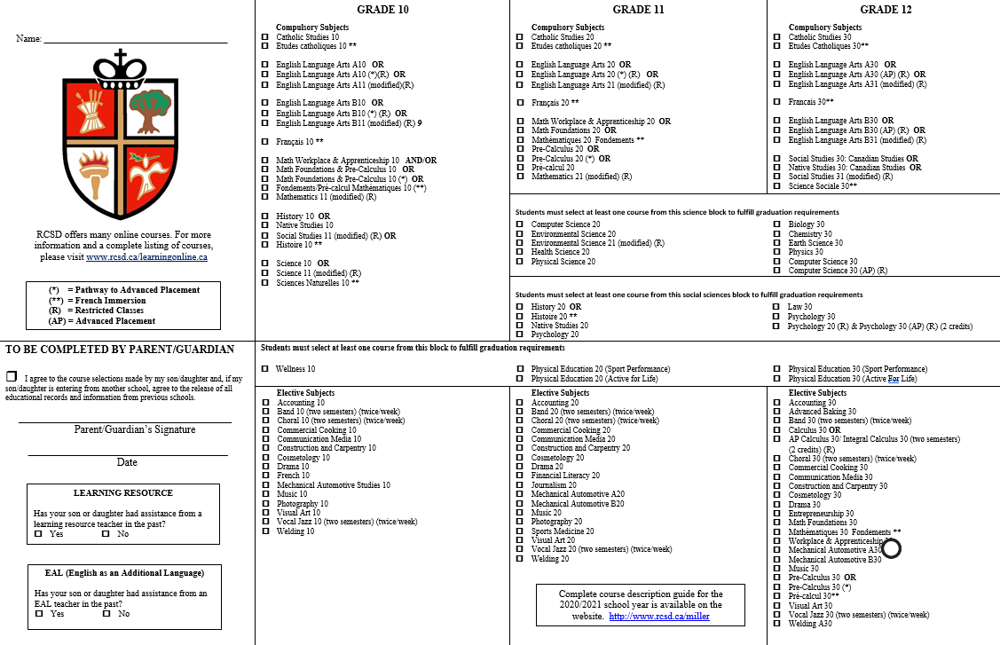 Name:
RCSD offers many online courses. For more
information and a complete listing of courses,
please visit www.rcsd.ca/learningonline.ca
(*) = Pathway to Advanced Placement
(**) = French Immersion
(R) = Restricted Classes
(AP) = Advanced Placement
GRADE 10
Compulsory Subjects
Catholic Studies 10
Etudes catholiques 10 **
English Language Arts A10 OR
English Language Arts A10 (*)(R) OR
English Language Arts A11 (modified)(R)
English Language Arts B10 OR
English Language Arts B10 (*) (R) OR
English Language Arts B11 (modified) (R) 9
Français 10 **
Math Workplace & Apprenticeship 10 AND/OR
Math Foundations & Pre-Calculus 10 OR
Math Foundations & Pre-Calculus 10 (*) OR
Fondements/Pré-calcul Mathématiques 10 (**)
Mathematics 11 (modified) (R)
History 10 OR
Native Studies 10
Social Studies 11 (modified) (R) OR
Histoire 10 **
Science 10 OR
Science 11 (modified) (R)
Sciences Naturelles 10 **
GRADE 11
Compulsory Subjects
Catholic Studies 20
Etudes catholiques 20 **
English Language Arts 20 OR
English Language Arts 20 (*) (R) OR
English Language Arts 21 (modified) (R)
Français 20 **
Math Workplace & Apprenticeship 20 OR
Math Foundations 20 OR
Mathématiques 20 Fondements **
Pre-Calculus 20 OR
Pre-Calculus 20 (*) OR
Pré-calcul 20
Mathematics 21 (modified) (R)
GRADE 12
Compulsory Subjects
Catholic Studies 30
Etudes Catholiques 30**
English Language Arts A30 OR
English Language Arts A30 (AP) (R) OR
English Language Arts A31 (modified) (R)
Francais 30**
English Language Arts B30 OR
English Language Arts B30 (AP) (R) OR
English Language Arts B31 (modified) (R)
Social Studies 30: Canadian Studies OR
Native Studies 30: Canadian Studies OR
Social Studies 31 (modified) (R)
Science Sociale 30**
Students must select at least one course from this science block to fulfill graduation requirements
Computer Science 20
Environmental Science 20
Environmental Science 21 (modified) (R)
Health Science 20
Physical Science 20
Biology 30
Chemistry 30
Earth Science 30
Physics 30
Computer Science 30
Computer Science 30 (AP) (R)
Students must select at least one course from this social sciences block to fulfill graduation requirements
History 20 OR
Histoire 20 **
Native Studies 20
Psychology 20
Law 30
Psychology 30
Psychology 20 (R) & Psychology 30 (AP) (R) (2 credits)
TO BE COMPLETED BY PARENT/GUARDIAN
I agree to the course selections made by my son/daughter and, if my
son/daughter is entering from another school, agree to the release of all
educational records and information from previous schools.
Parent/Guardian's Signature
Date
LEARNING RESOURCE
Has your son or daughter had assistance from a
learning resource teacher in the past?
Yes No
EAL (English as an Additional Language)
Has your son or daughter had assistance from an
EAL teacher in the past?
Yes No
Students must select at least one course from this block to fulfill graduation requirements
Wellness 10
Physical Education 20 (Sport Performance)
Physical Education 20 (Active for Life)
Physical Education 30 (Sport Performance)
Physical Education 30 (Active For Life)
Elective Subjects
Accounting 10
Band 10 (two semesters) (twice/week)
Choral 10 (two semesters) (twice/week)
Commercial Cooking 10
Communication Media 10
Construction and Carpentry 10
Cosmetology 10
Drama 10
French 10
Mechanical Automotive Studies 10
Music 10
Photography 10
Visual Art 10
Vocal Jazz 10 (two semesters) (twice/week)
Welding 10
Elective Subjects
Accounting 20
Band 20 (two semesters) (twice/week)
Choral 20 (two semesters) (twice/week)
Commercial Cooking 20
Communication Media 20
Construction and Carpentry 20
Cosmetology 20
Drama 20
Financial Literacy 20
Journalism 20
Mechanical Automotive A20
Mechanical Automotive B20
Music 20
Photography 20
Sports Medicine 20
Visual Art 20
Vocal Jazz 20 (two semesters) (twice/week)
Welding 20
Complete course description guide for the
2020/2021 school year is available on the
website. http://www.rcsd.ca/miller
Elective Subjects
Accounting 30
Advanced Baking 30
Band 30 (two semesters) (twice/week)
Calculus 30 OR
AP Calculus 30/ Integral Calculus 30 (two semesters)
(2 credits) (R)
Choral 30 (two semesters) (twice/week)
Commercial Cooking 30
Communication Media 30
Construction and Carpentry 30
Cosmetology 30
Drama 30
Entrepreneurship 30
Math Foundations 30
Mathématiques 30 Fondements **
Workplace & Apprenticeship
Mechanical Automotive A30
Mechanical Automotive B30
Music 30
Pre-Calculus 30 OR
Pre-Calculus 30 (*)
Pré-calcul 30**
Visual Art 30
Vocal Jazz 30 (two semesters) (twice/week)
Welding A30